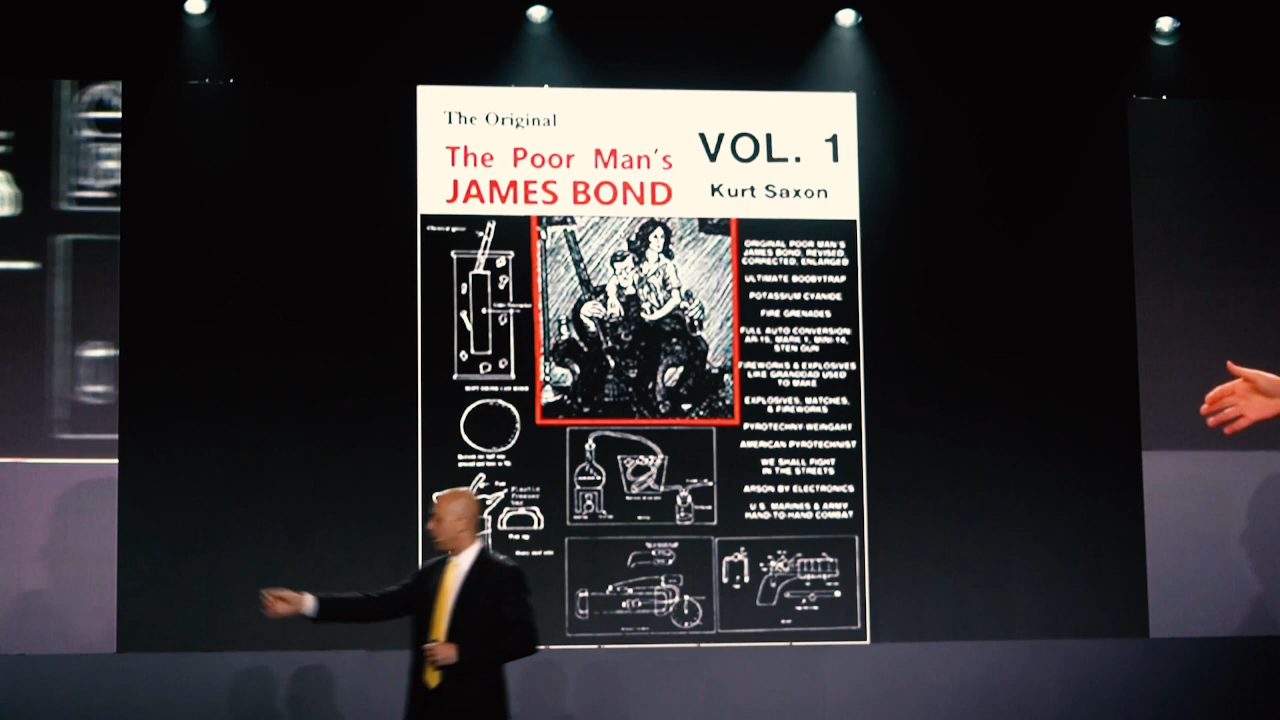 The Original
The Poor Man's
JAMES BOND
VOL. 1
Kurt Saxon
ORIGINAL POOR MAN'S
JAMES BOND, REVISED,
CORRECTED, ENLARGED
ULTIMATE BOOBYTRAP
POTASSIUM CYANIDE
FIRE GRENADES
FULL AUTO CONVERSION:
AR-15, MARK 1, MINI-14,
STEN GUN
FIREWORKS & EXPLOSIVES
LIKE GRANDDAD USED
TO MAKE
EXPLOSIVES, MATCHES,
& FIREWORKS
PYROTECHNY-WEINGART
AMERICAN PYROTECHNIST
WE SHALL FIGHT
IN THE STREETS
ARSON BY ELECTRONICS
U.S. MARINES & ARMY
HAND-TO-HAND COMBAT
Plastic
freezer
bag